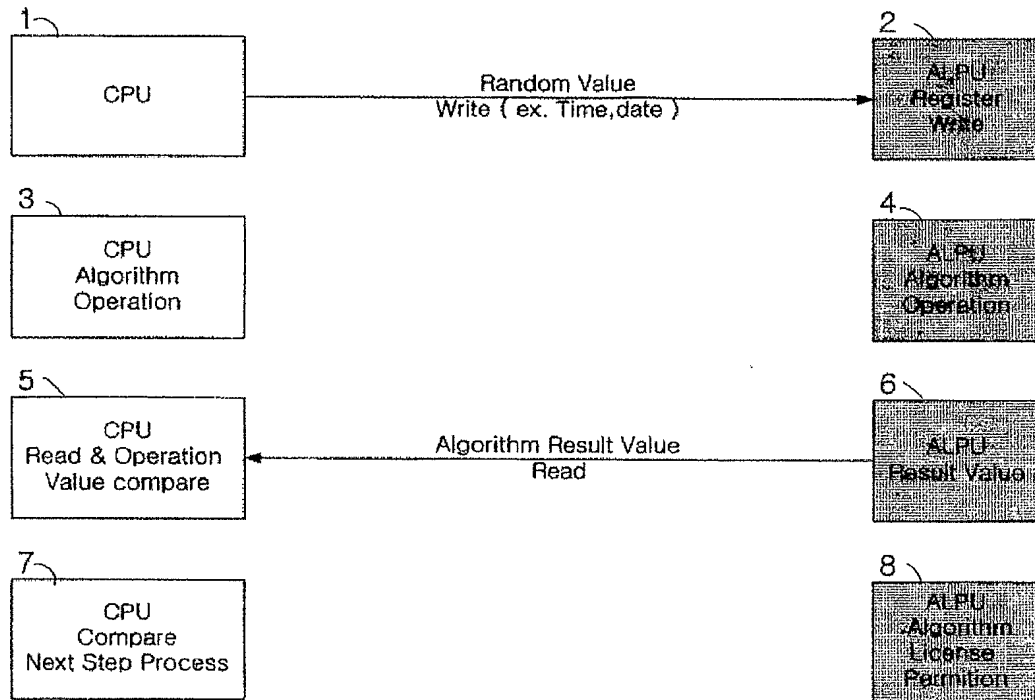 1
CPU
Random Value
Write ( ex. Time,date )
2
ALPU
Register
Write
3
CPU
Algorithm
Operation
4
ALPU
Algorithm
Operation
5
CPU
Read & Operation
Value compare
Algorithm Result Value
Read
6
ALPU
Result Value
7
CPU
Compare
Next Step Process
8
ALPU
Algorithm
License
Permition